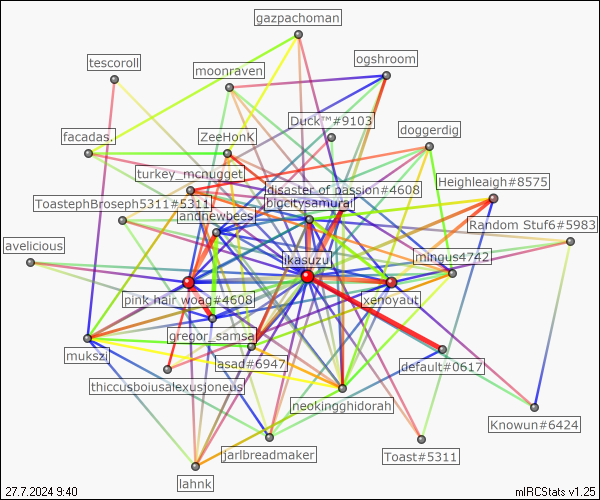 gazpachoman
tescoroll
ogshroom
moonraven
Duck™#9103
facadas.
ZeeHonK
doggerdig
turkey_mcnugget
disaster of passion#4608
Heighleaigh#8575
ToastephBroseph5311#5311
bigcitysamurai
andnewbees
Random Stuf6#5983
avelicious
likasuzu
mingus4742
pink hair woag#4608
xenoyaut
gregor_samsa
mukszi
asad#6947
default#0617
thiccusboiusalexusjoneus
neokingghidorah
Knowun#6424
jarlbreadmaker
Toast#5311
lahnk
27.7.2024 9:40
mIRCStats v1.25